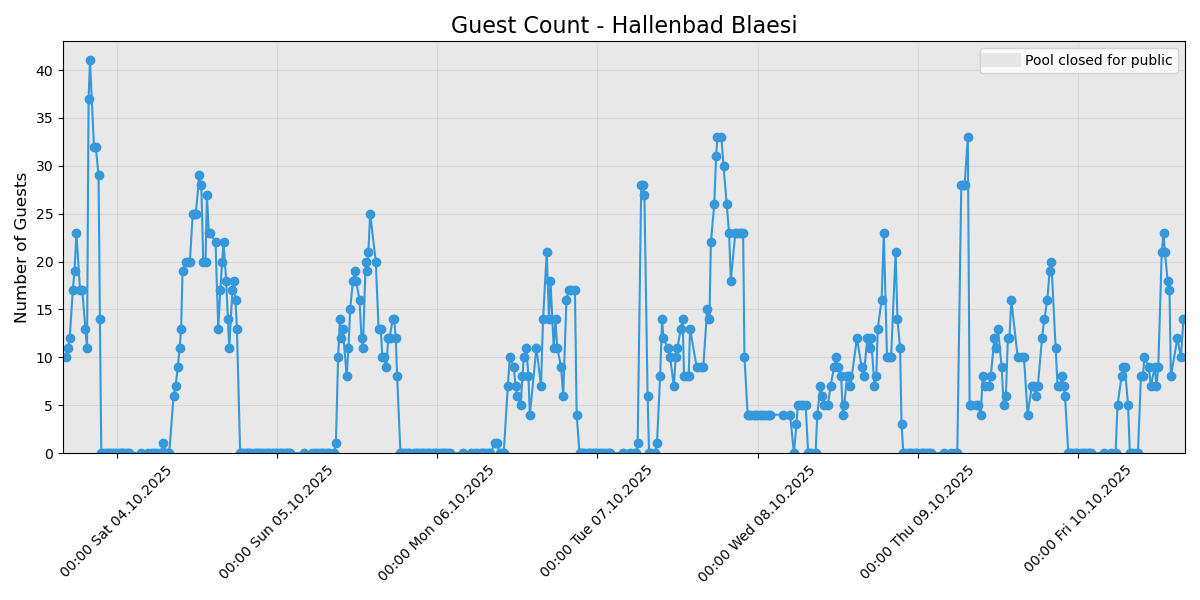 Guest Count - Hallenbad Blaesi
Pool closed for public
Number of Guests
40
35
30
25
20
15
10
5
0
00:00 Sat 04.10.2025
00:00 Sun 05.10.2025
00:00 Mon 06.10.2025
00:00 Tue 07.10.2025
00:00 Wed 08.10.2025
00:00 Thu 09.10.2025
00:00 Fri 10.10.2025